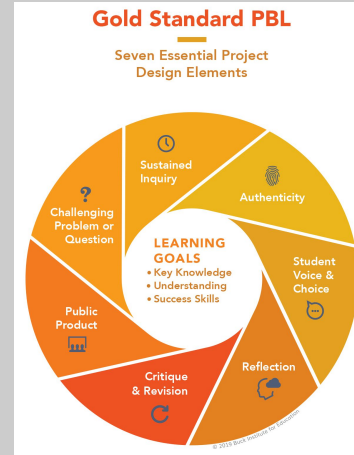 Gold Standard PBL
Seven Essential Project
Design Elements
Sustained
Inquiry
Authenticity
?
Challenging
Problem or
Question
LEARNING
GOALS
• Key Knowledge
• Understanding
• Success Skills
Student
Voice &
Choice
Public
Product
Reflection
Critique
& Revision
© 2019 Buck Institute for Education